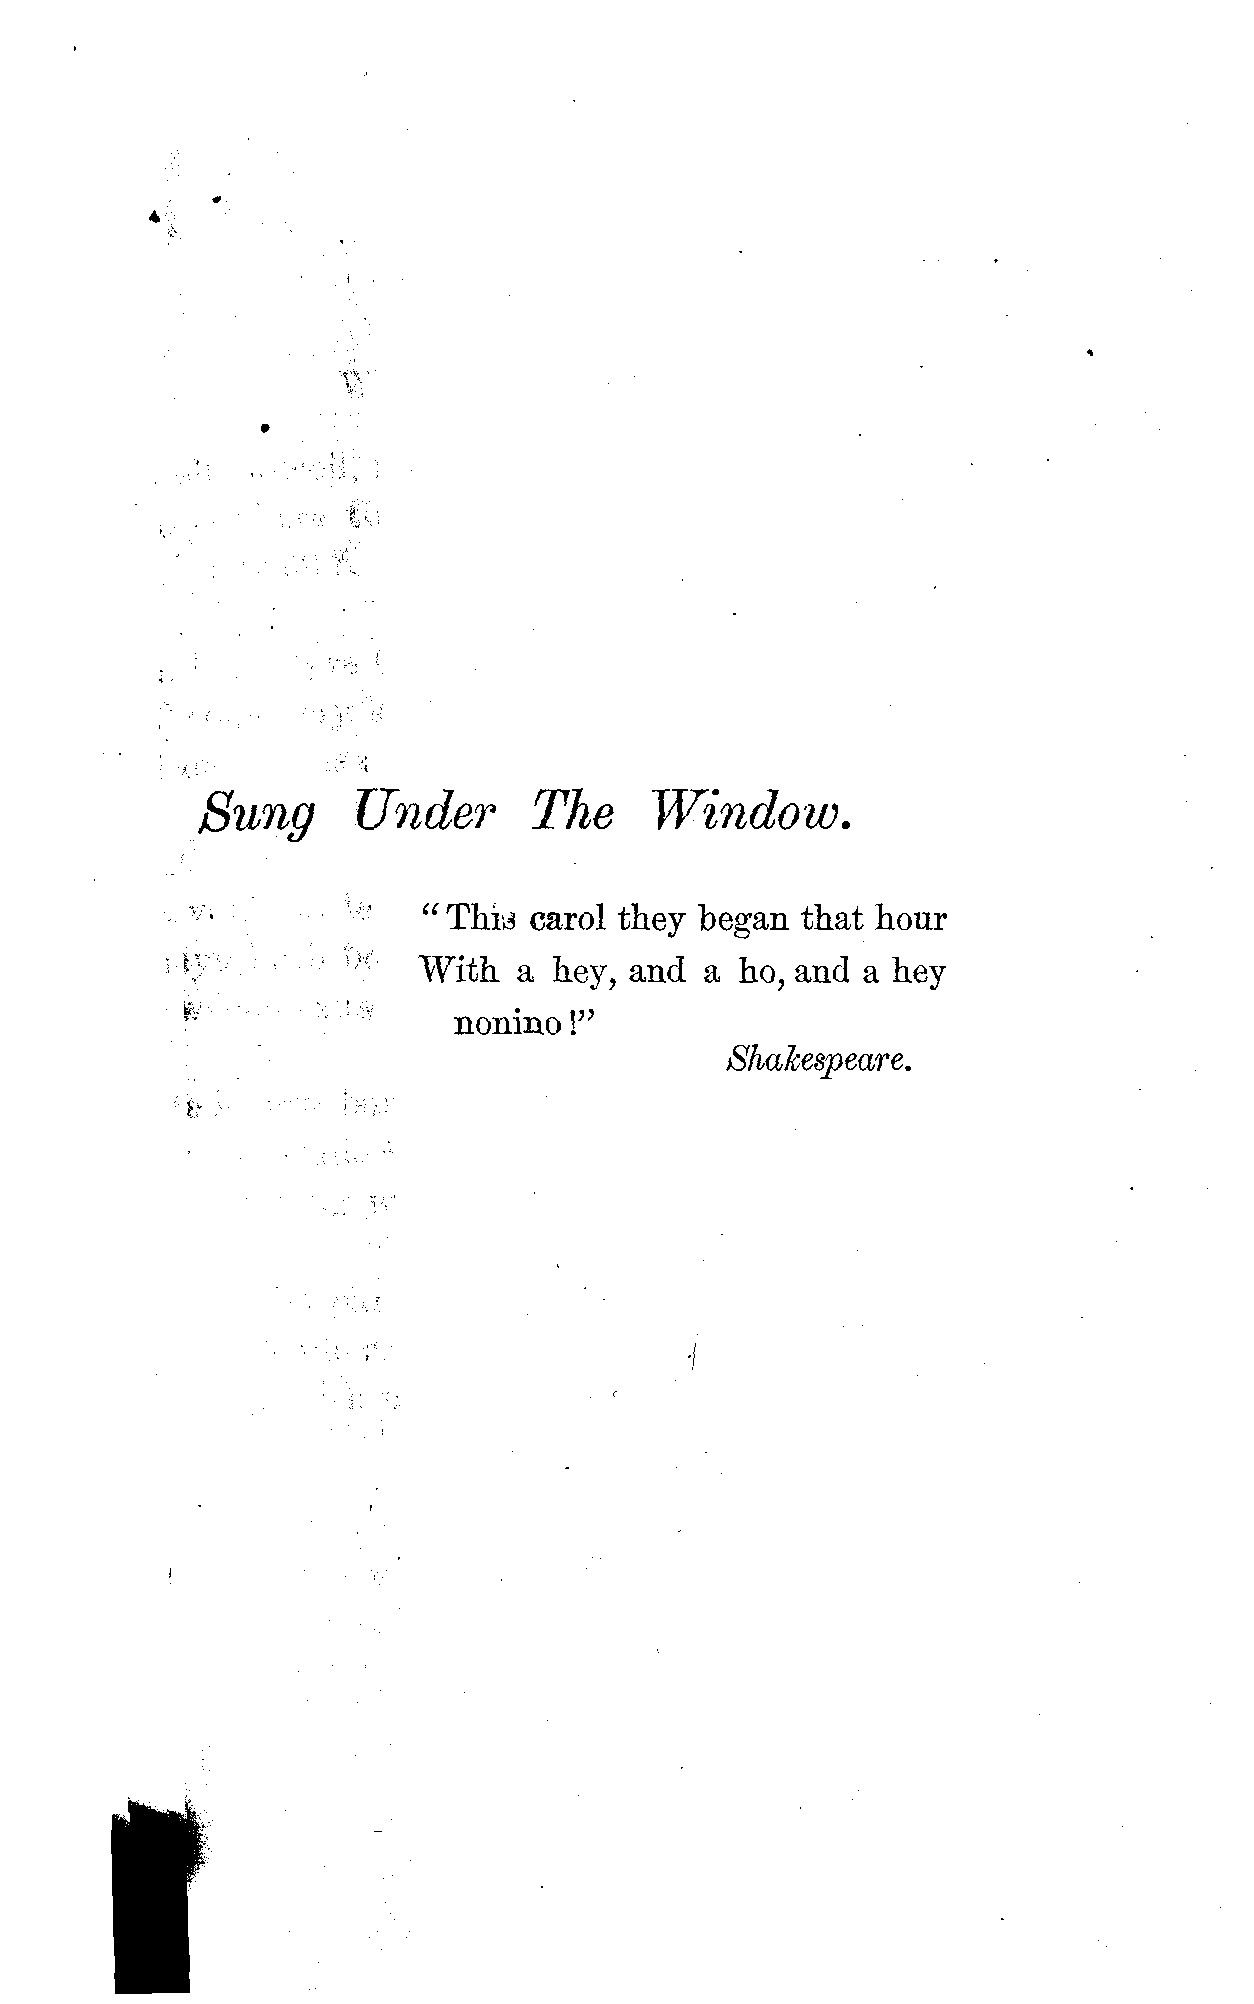 Sung Under The Window.
“This carol they began that hour
With a hey, and a ho, and a hey
nonino!”
Shakespeare.